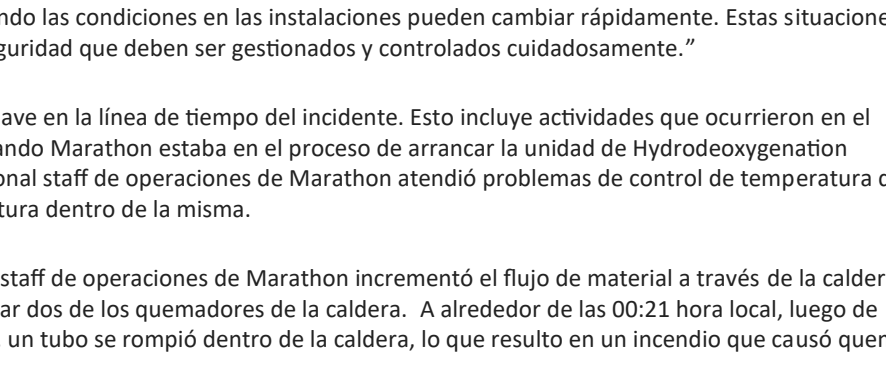 ndo las condiciones en las instalaciones pueden cambiar rápidamente. Estas situacione
guridad que deben ser gestionados y controlados cuidadosamente.”
ave en la línea de tiempo del incidente. Esto incluye actividades que ocurrieron en el
ando Marathon estaba en el proceso de arrancar la unidad de Hydrodeoxygenation
onal staff de operaciones de Marathon atendió problemas de control de temperatura
tura dentro de la misma.
staff de operaciones de Marathon incrementó el flujo de material a través de la calder
ar dos de los quemadores de la caldera. A alrededor de las 00:21 hora local, luego de
un tubo se rompió dentro de la caldera, lo que resulto en un incendio que causó que